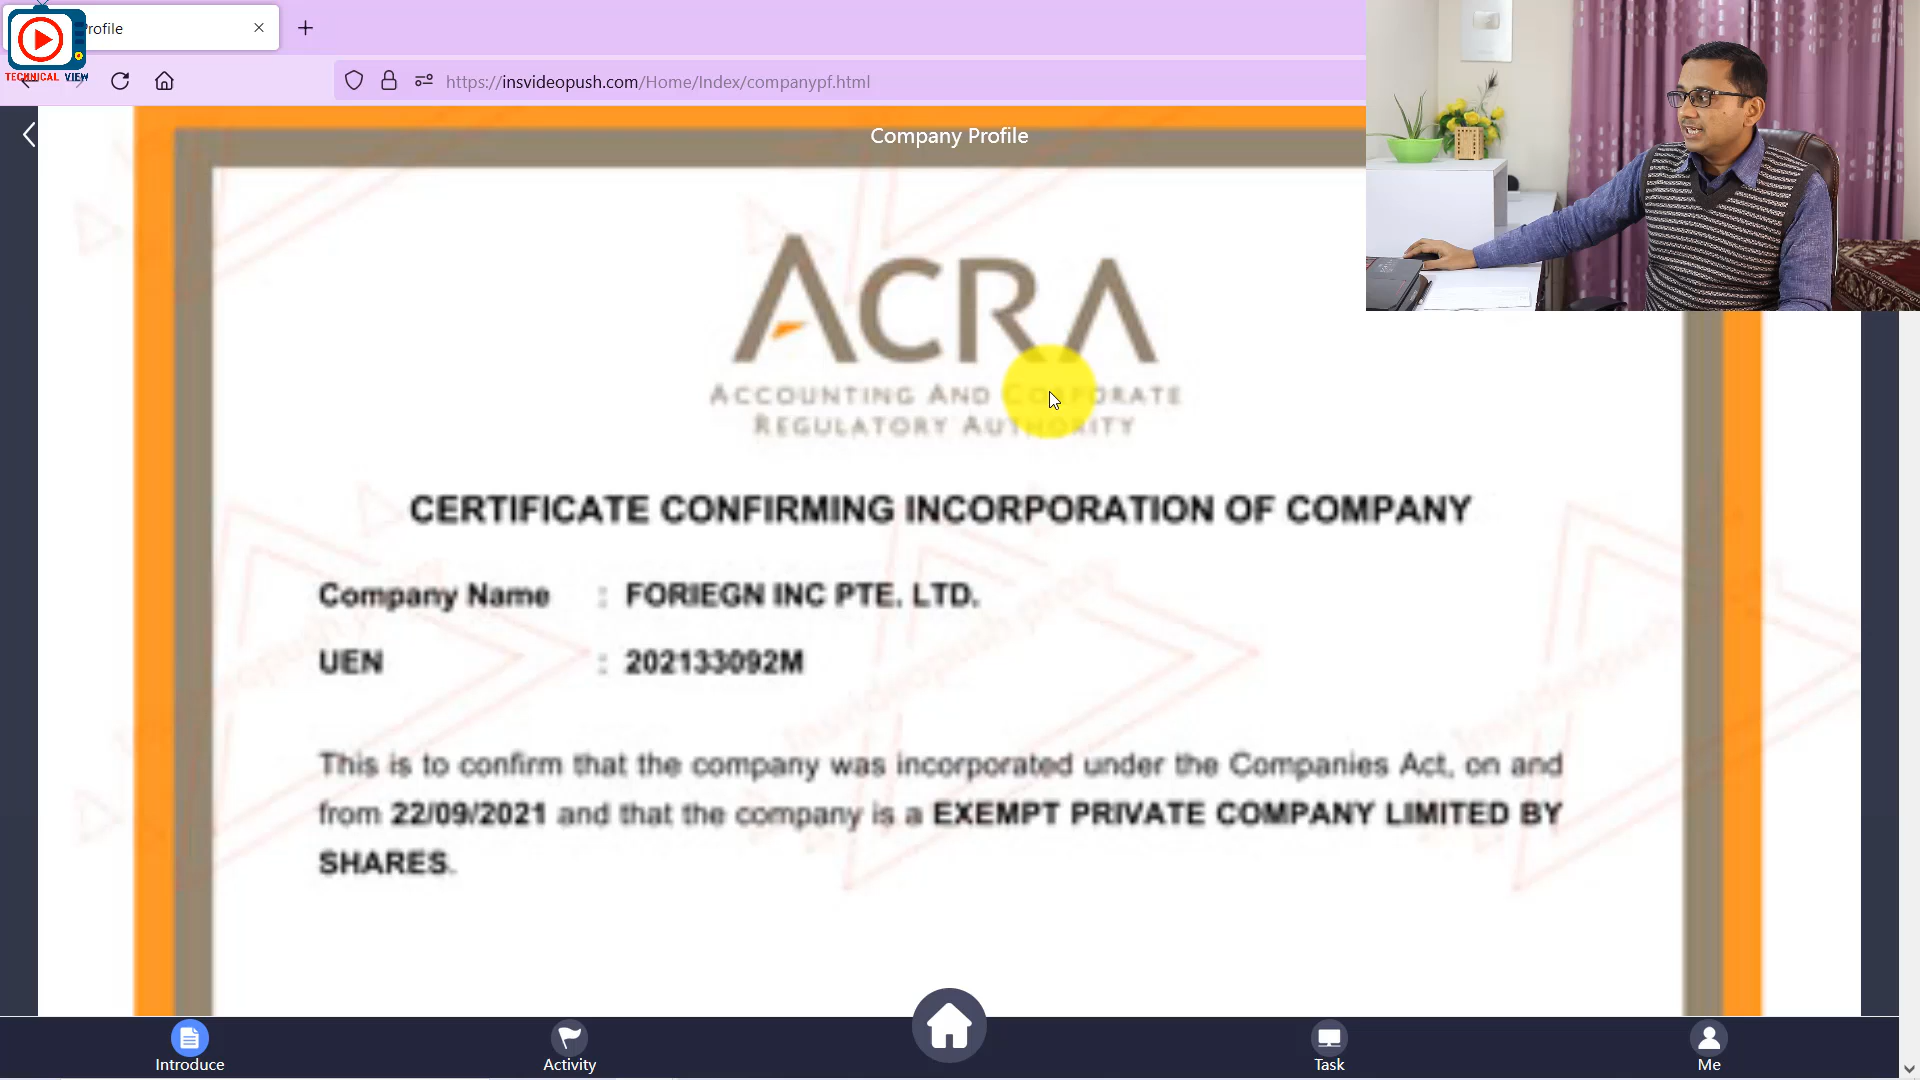 Profile
TECHNICAL VIEW
https://insvideopush.com/Home/Index/companypf.html
Company Profile
ACRA
ACCOUNTING AND CORPORATE
REGULATORY AUTHORITY
CERTIFICATE CONFIRMING INCORPORATION OF COMPANY
Company Name : FORIEGN INC PTE. LTD.
UEN : 202133092M
This is to confirm that the company was incorporated under the Companies Act, on and
from 22/09/2021 and that the company is a EXEMPT PRIVATE COMPANY LIMITED BY
SHARES.
Introduce
Activity
Task
Me